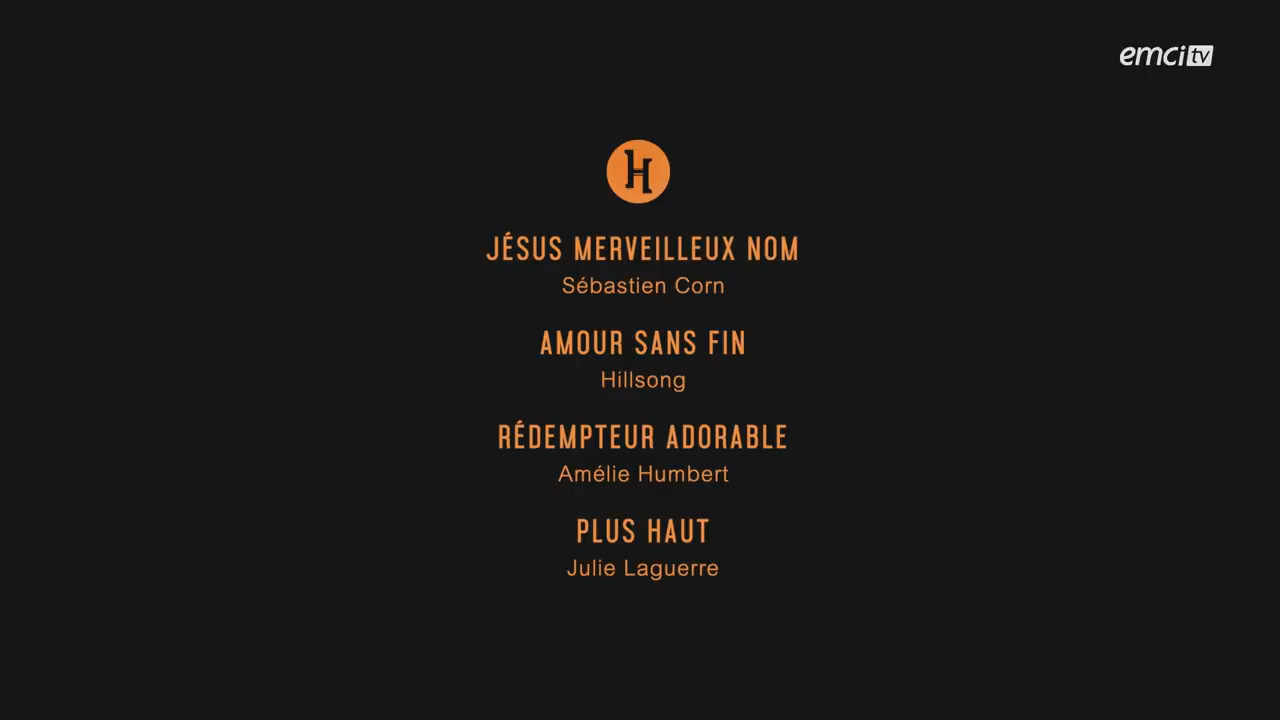 emci tv
H
JÉSUS MERVEILLEUX NOM
Sébastien Corn
AMOUR SANS FIN
Hillsong
RÉDEMPTEUR ADORABLE
Amélie Humbert
PLUS HAUT
Julie Laguerre